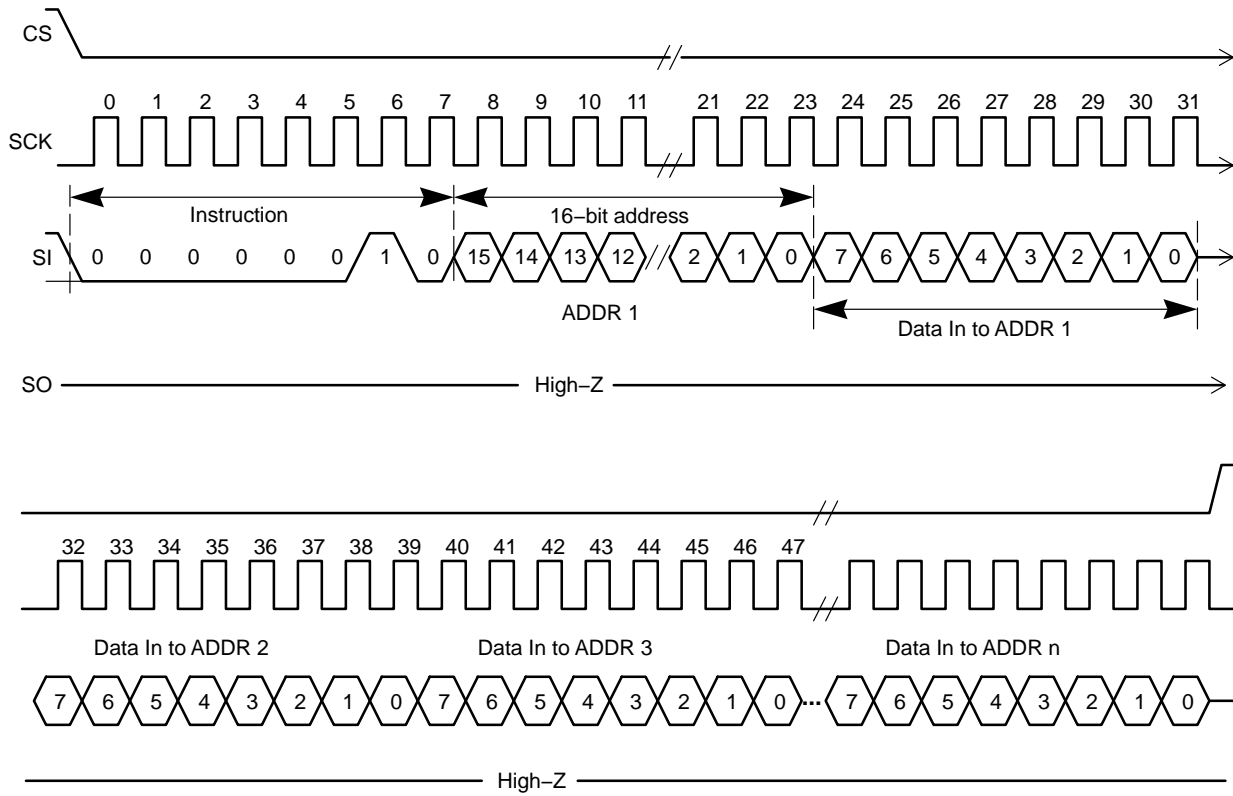 CS
0 1 2 3 4 5 6 7 8 9 10 11 21 22 23 24 25 26 27 28 29 30 31
SCK
Instruction 16−bit address
SI 0 0 0 0 0 0 1 0 15 14 13 12 2 1 0 7 6 5 4 3 2 1 0
ADDR 1 Data In to ADDR 1
SO High−Z
32 33 34 35 36 37 38 39 40 41 42 43 44 45 46 47
Data In to ADDR 2 Data In to ADDR 3 Data In to ADDR n
7 6 5 4 3 2 1 0 7 6 5 4 3 2 1 0 ... 7 6 5 4 3 2 1 0
High−Z